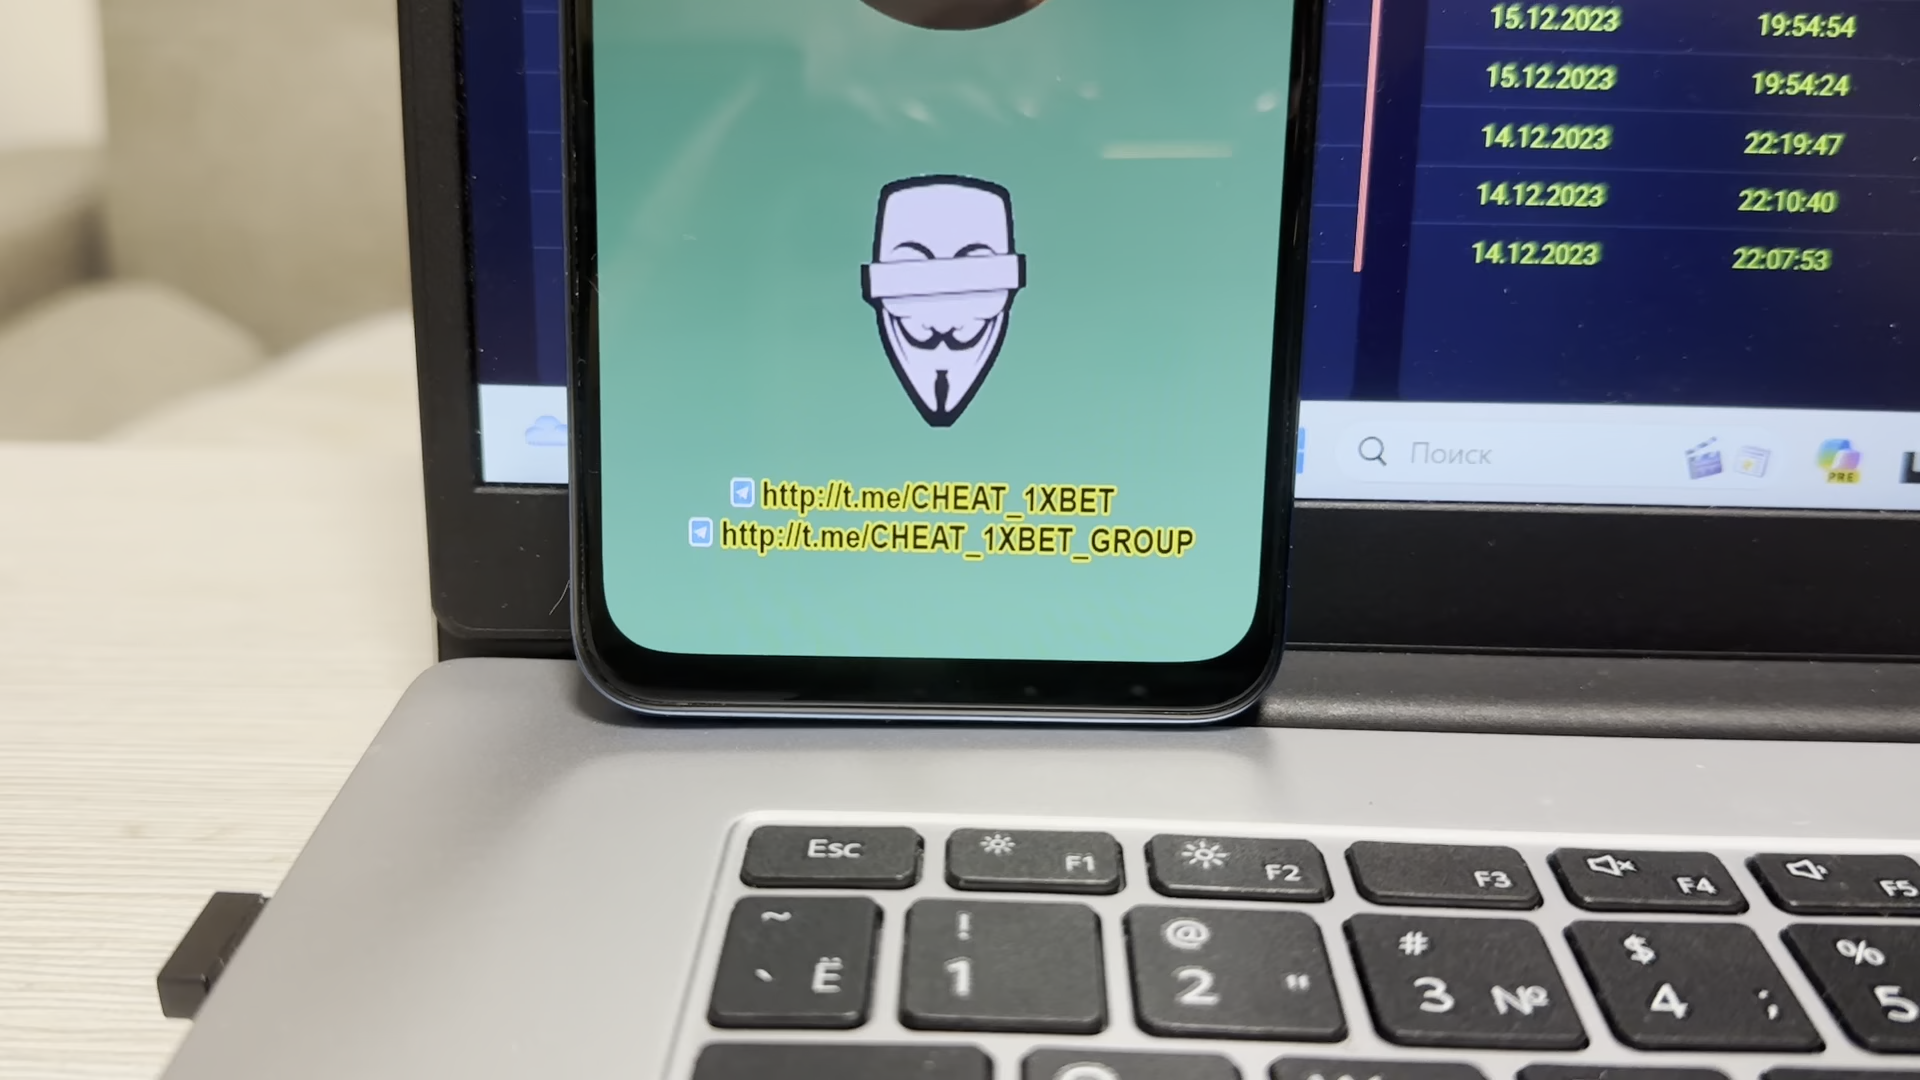 15.12.2023 19:54:54
15.12.2023 19:54:24
14.12.2023 22:19:47
14.12.2023 22:10:40
14.12.2023 22:07:53
Поиск
PRE
http://t.me/CHEAT_1XBET
http://t.me/CHEAT_1XBET_GROUP
Esc F1 F2 F3 F4 F5
~ ! @ # $ %
` Ё 1 2 " 3 № 4 ; 5